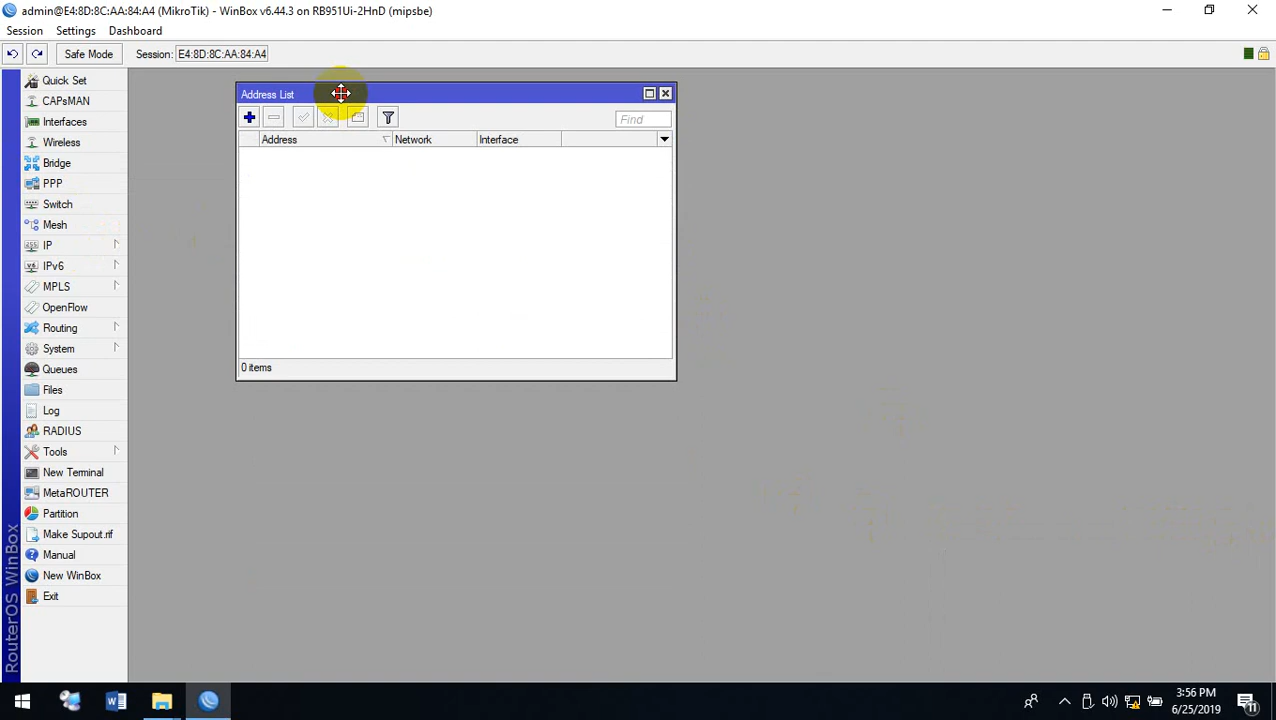 admin@E4:8D:8C:AA:84:A4 (MikroTik) - WinBox v6.44.3 on RB951Ui-2HnD (mipsbe)
Session Settings Dashboard
Safe Mode Session: E4:8D:8C:AA:84:A4
Quick Set
CAPsMAN
Interfaces
Wireless
Bridge
PPP
Switch
Mesh
IP
IPv6
MPLS
OpenFlow
Routing
System
Queues
Files
Log
RADIUS
Tools
New Terminal
MetaROUTER
Partition
Make Supout.rif
Manual
New WinBox
Exit
RouterOS WinBox
Address List
Find
Address Network Interface
0 items
3:56 PM
6/25/2019
11